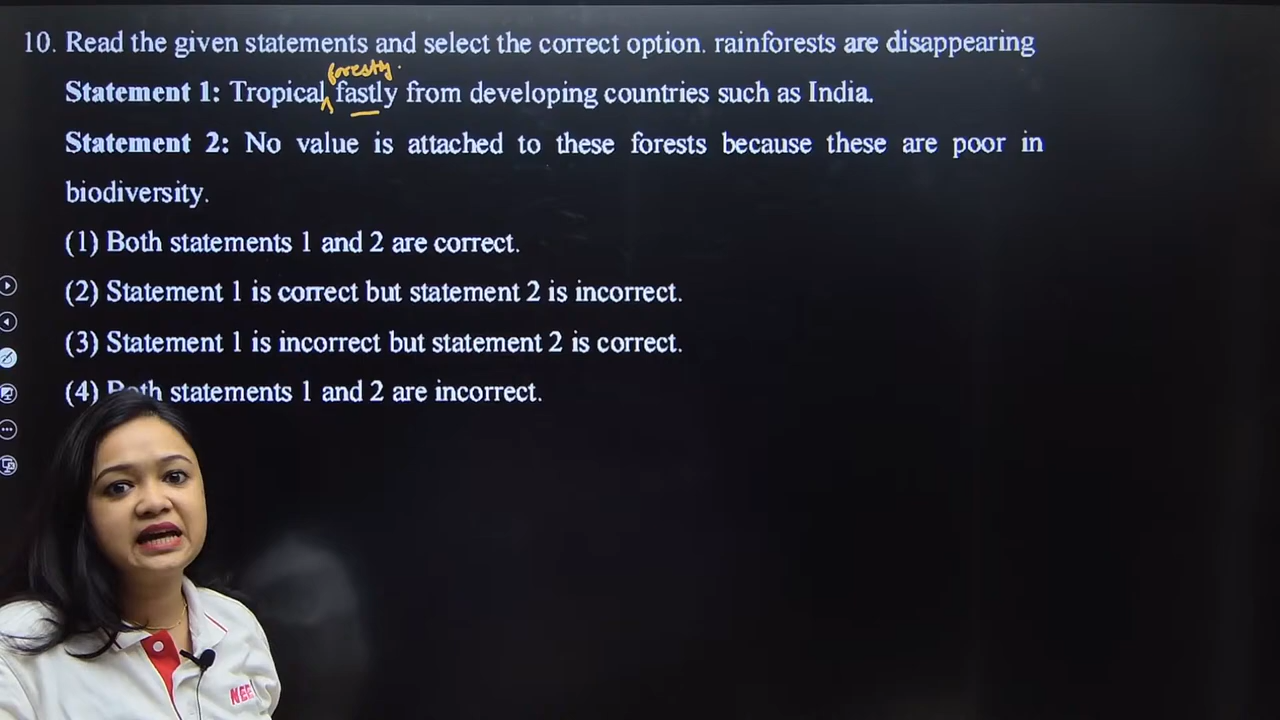 10. Read the given statements and select the correct option. rainforests are disappearing
forestly.
Statement 1: Tropical fastly from developing countries such as India.
Statement 2: No value is attached to these forests because these are poor in
biodiversity.
(1) Both statements 1 and 2 are correct.
(2) Statement 1 is correct but statement 2 is incorrect.
(3) Statement 1 is incorrect but statement 2 is correct.
(4) Both statements 1 and 2 are incorrect.